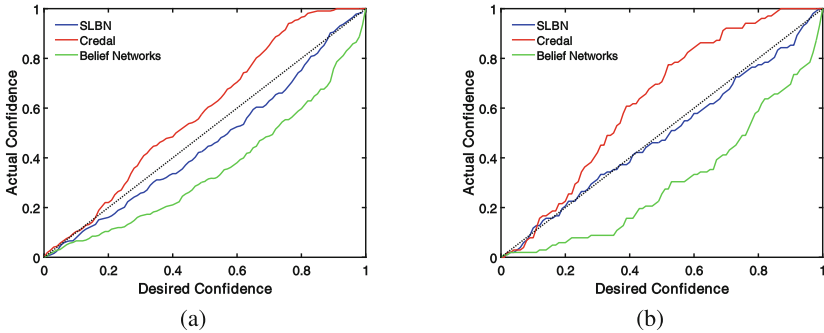 SLBN
Credal
Belief Networks
Actual Confidence
1
0.8
0.6
0.4
0.2
0
0 0.2 0.4 0.6 0.8 1
Desired Confidence
(a)
SLBN
Credal
Belief Networks
Actual Confidence
1
0.8
0.6
0.4
0.2
0
0 0.2 0.4 0.6 0.8 1
Desired Confidence
(b)